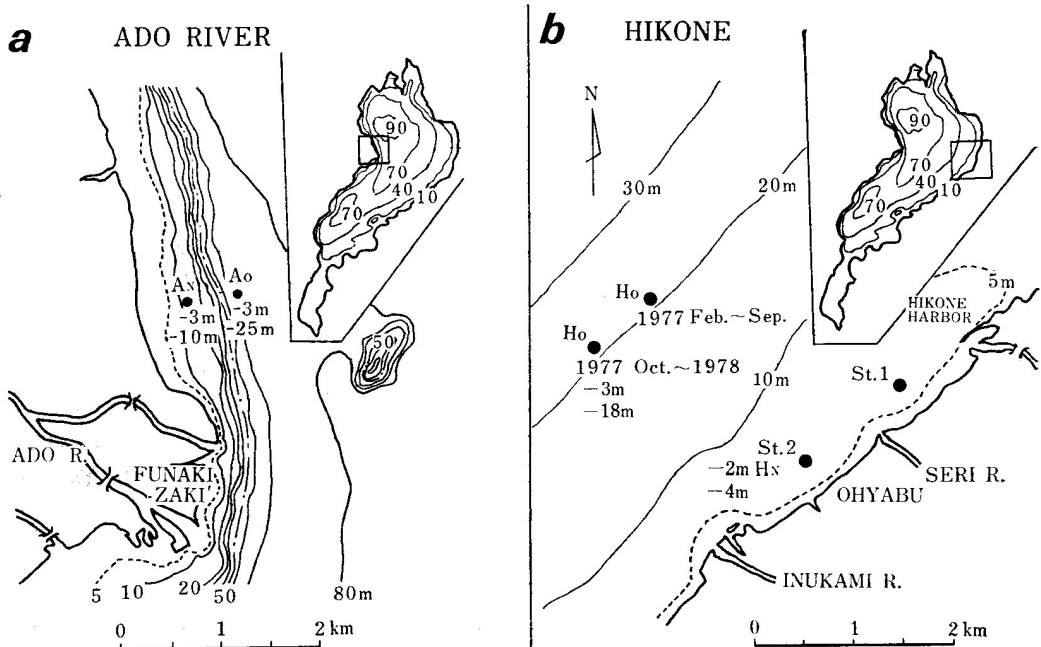 a
ADO RIVER
90
70
40
10
70
AN
-3m
-10m
Ao
-3m
-25m
50
ADO R.
FUNAKI
ZAKI
5
10
20
50
80m
0
1
2 km
b
HIKONE
N
90
70
40
10
70
30m
20m
Ho
1977 Feb.~Sep.
Ho
1977 Oct.~1978
-3m
-18m
10m
5m
HIKONE
HARBOR
St.1
St.2
-2m HN
-4m
SERI R.
OHYABU
INUKAMI R.
0
1
2 km